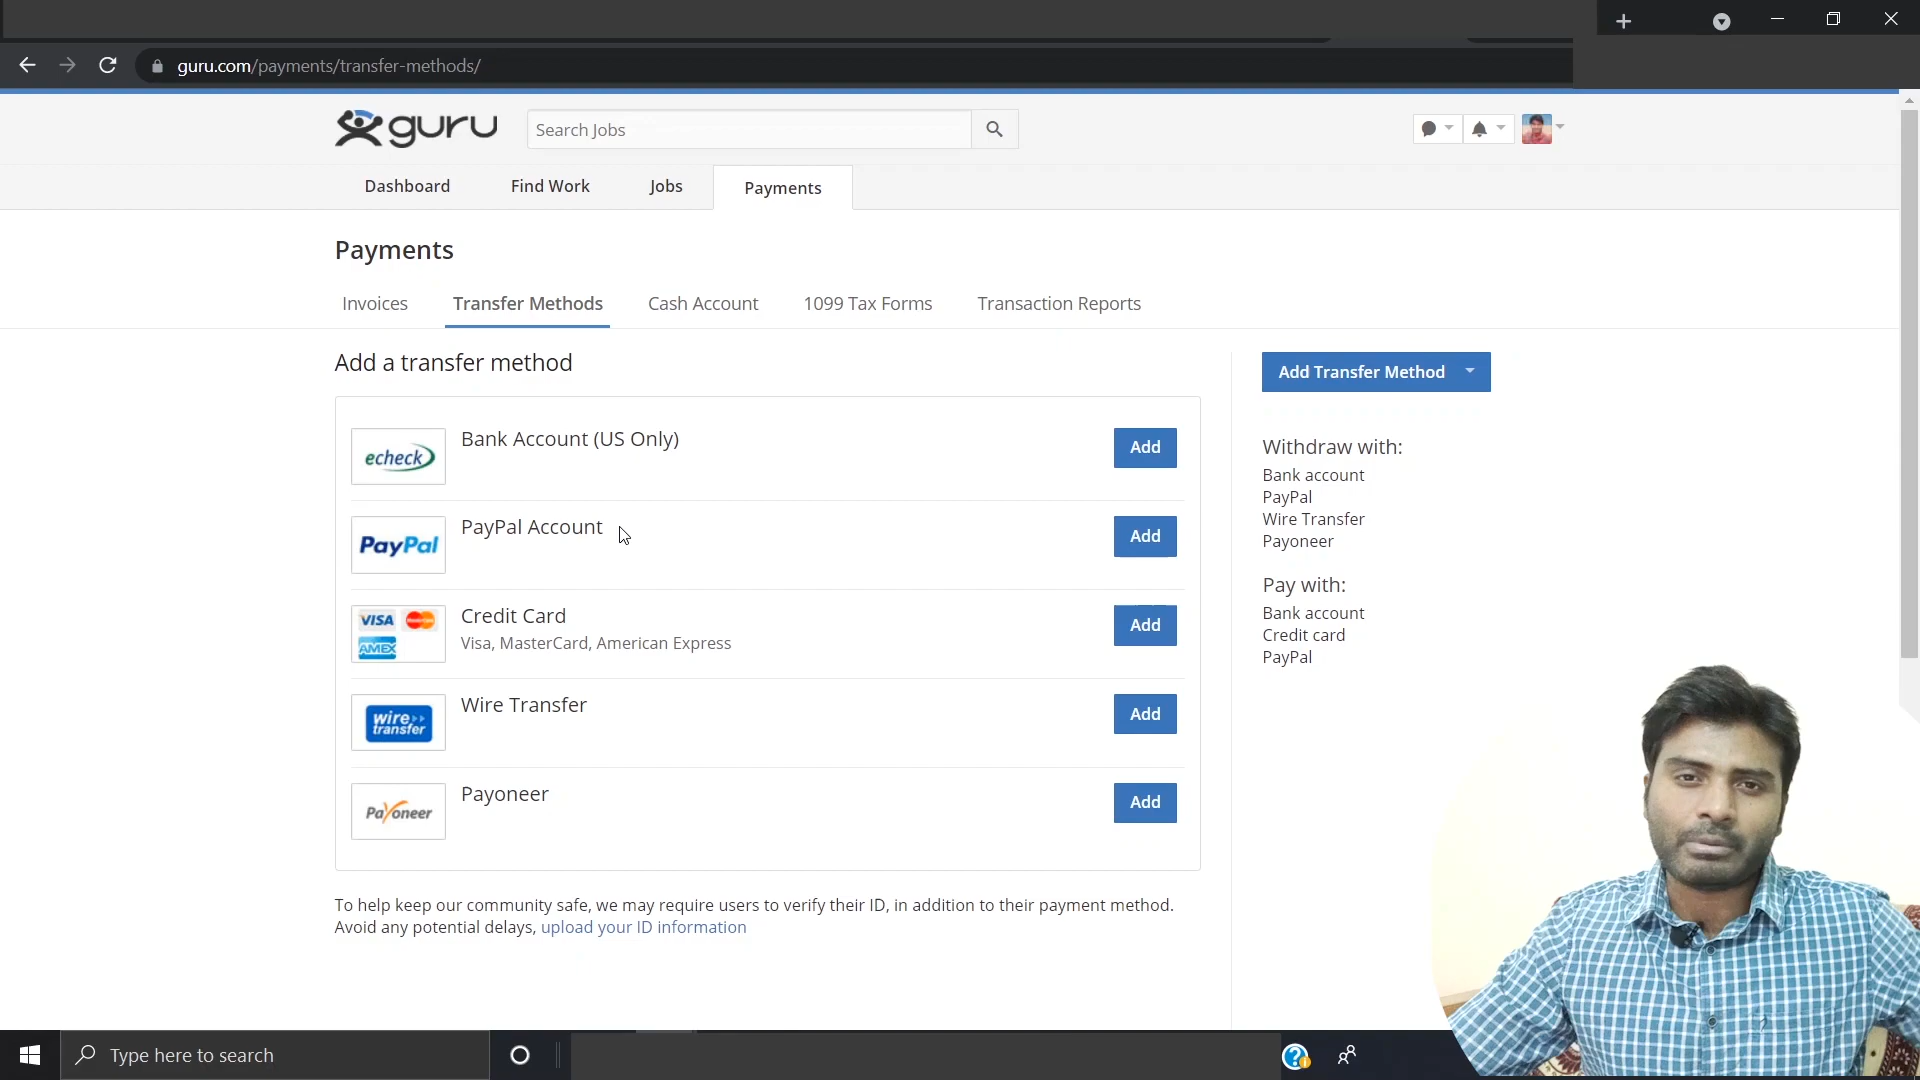 guru.com/payments/transfer-methods/
guru
Search Jobs
Dashboard
Find Work
Jobs
Payments
Payments
Invoices
Transfer Methods
Cash Account
1099 Tax Forms
Transaction Reports
Add a transfer method
echeck
Bank Account (US Only)
Add
PayPal
PayPal Account
Add
VISA
AMEX
Credit Card
Visa, MasterCard, American Express
Add
wire
transfer
Wire Transfer
Add
Payoneer
Payoneer
Add
To help keep our community safe, we may require users to verify their ID, in addition to their payment method.
Avoid any potential delays, upload your ID information
Add Transfer Method
Withdraw with:
Bank account
PayPal
Wire Transfer
Payoneer
Pay with:
Bank account
Credit card
PayPal
Type here to search